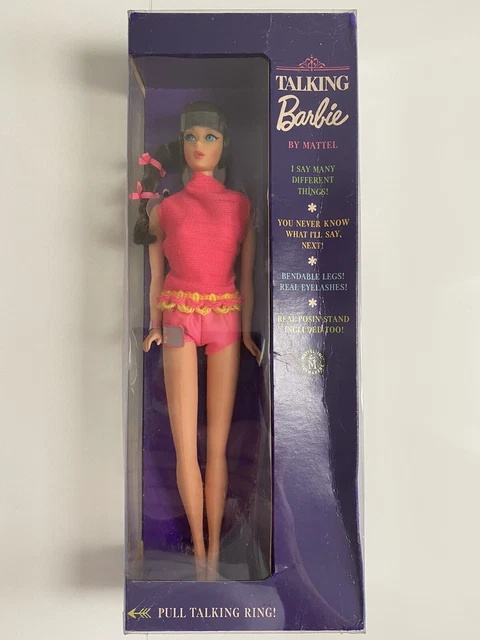 TALKING
Barbie
BY MATTEL
I SAY MANY
DIFFERENT
THINGS!
*
YOU NEVER KNOW
WHAT I'LL SAY,
NEXT!
*
BENDABLE LEGS!
REAL EYELASHES!
*
REAL POSIN' STAND
INCLUDED TOO!
PULL TALKING RING!